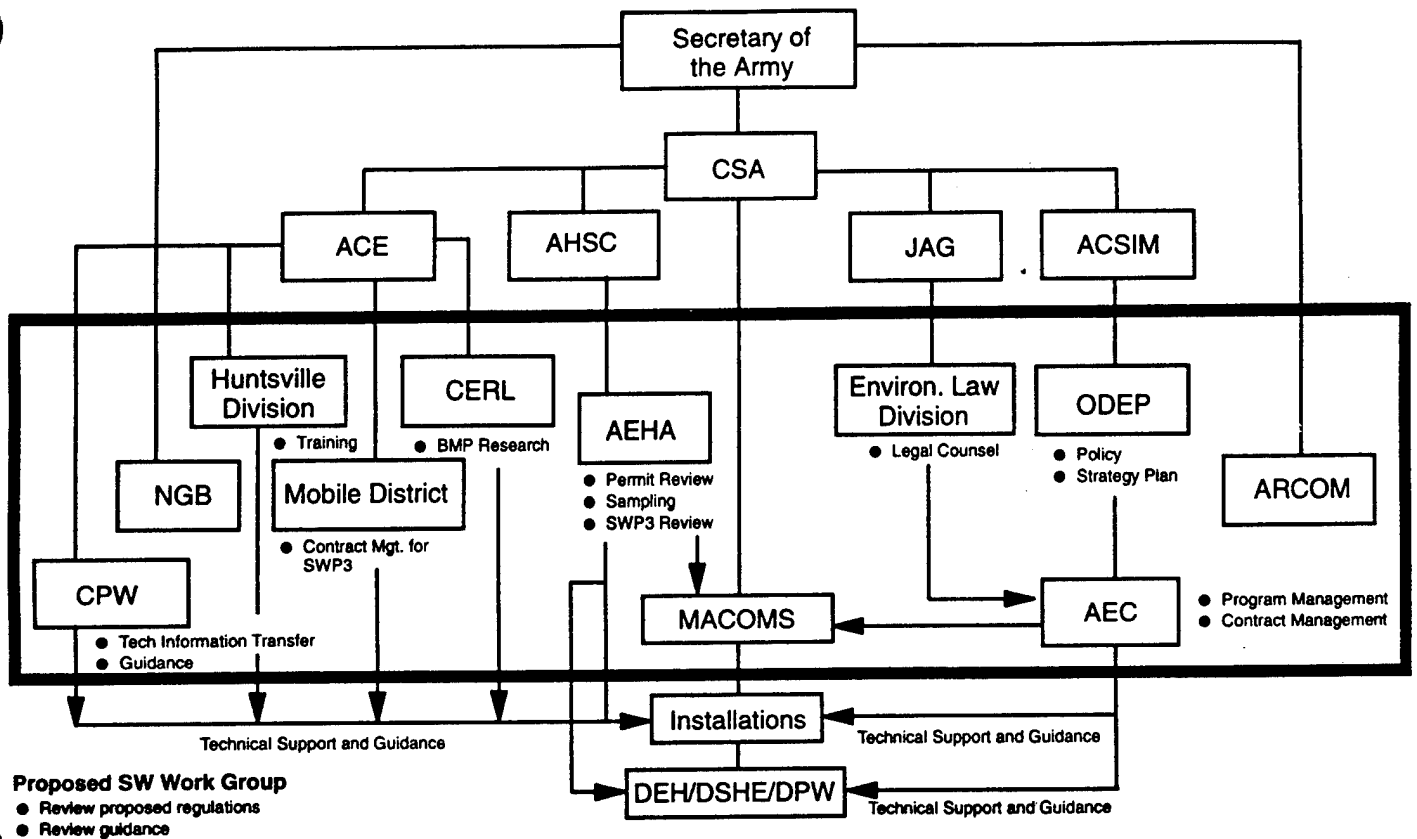 Secretary of
the Army
CSA
ACE
AHSC
JAG
ACSIM
Huntsville
Division
● Training
CERL
● BMP Research
AEHA
● Permit Review
● Sampling
● SWP3 Review
Environ. Law
Division
● Legal Counsel
ODEP
● Policy
● Strategy Plan
ARCOM
NGB
Mobile District
● Contract Mgt. for
SWP3
CPW
● Tech Information Transfer
● Guidance
MACOMS
AEC
● Program Management
● Contract Management
Installations
Technical Support and Guidance
Technical Support and Guidance
DEH/DSHE/DPW
Technical Support and Guidance
Proposed SW Work Group
● Review proposed regulations
● Review guidance